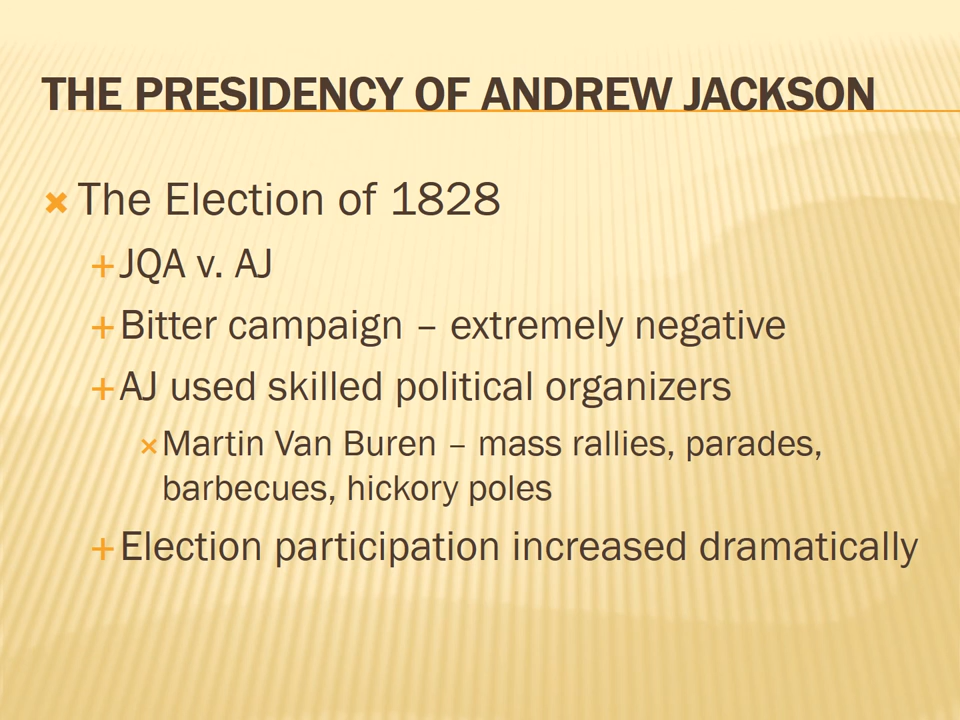 THE PRESIDENCY OF ANDREW JACKSON
The Election of 1828
JQA v. AJ
Bitter campaign – extremely negative
AJ used skilled political organizers
Martin Van Buren – mass rallies, parades,
barbecues, hickory poles
Election participation increased dramatically